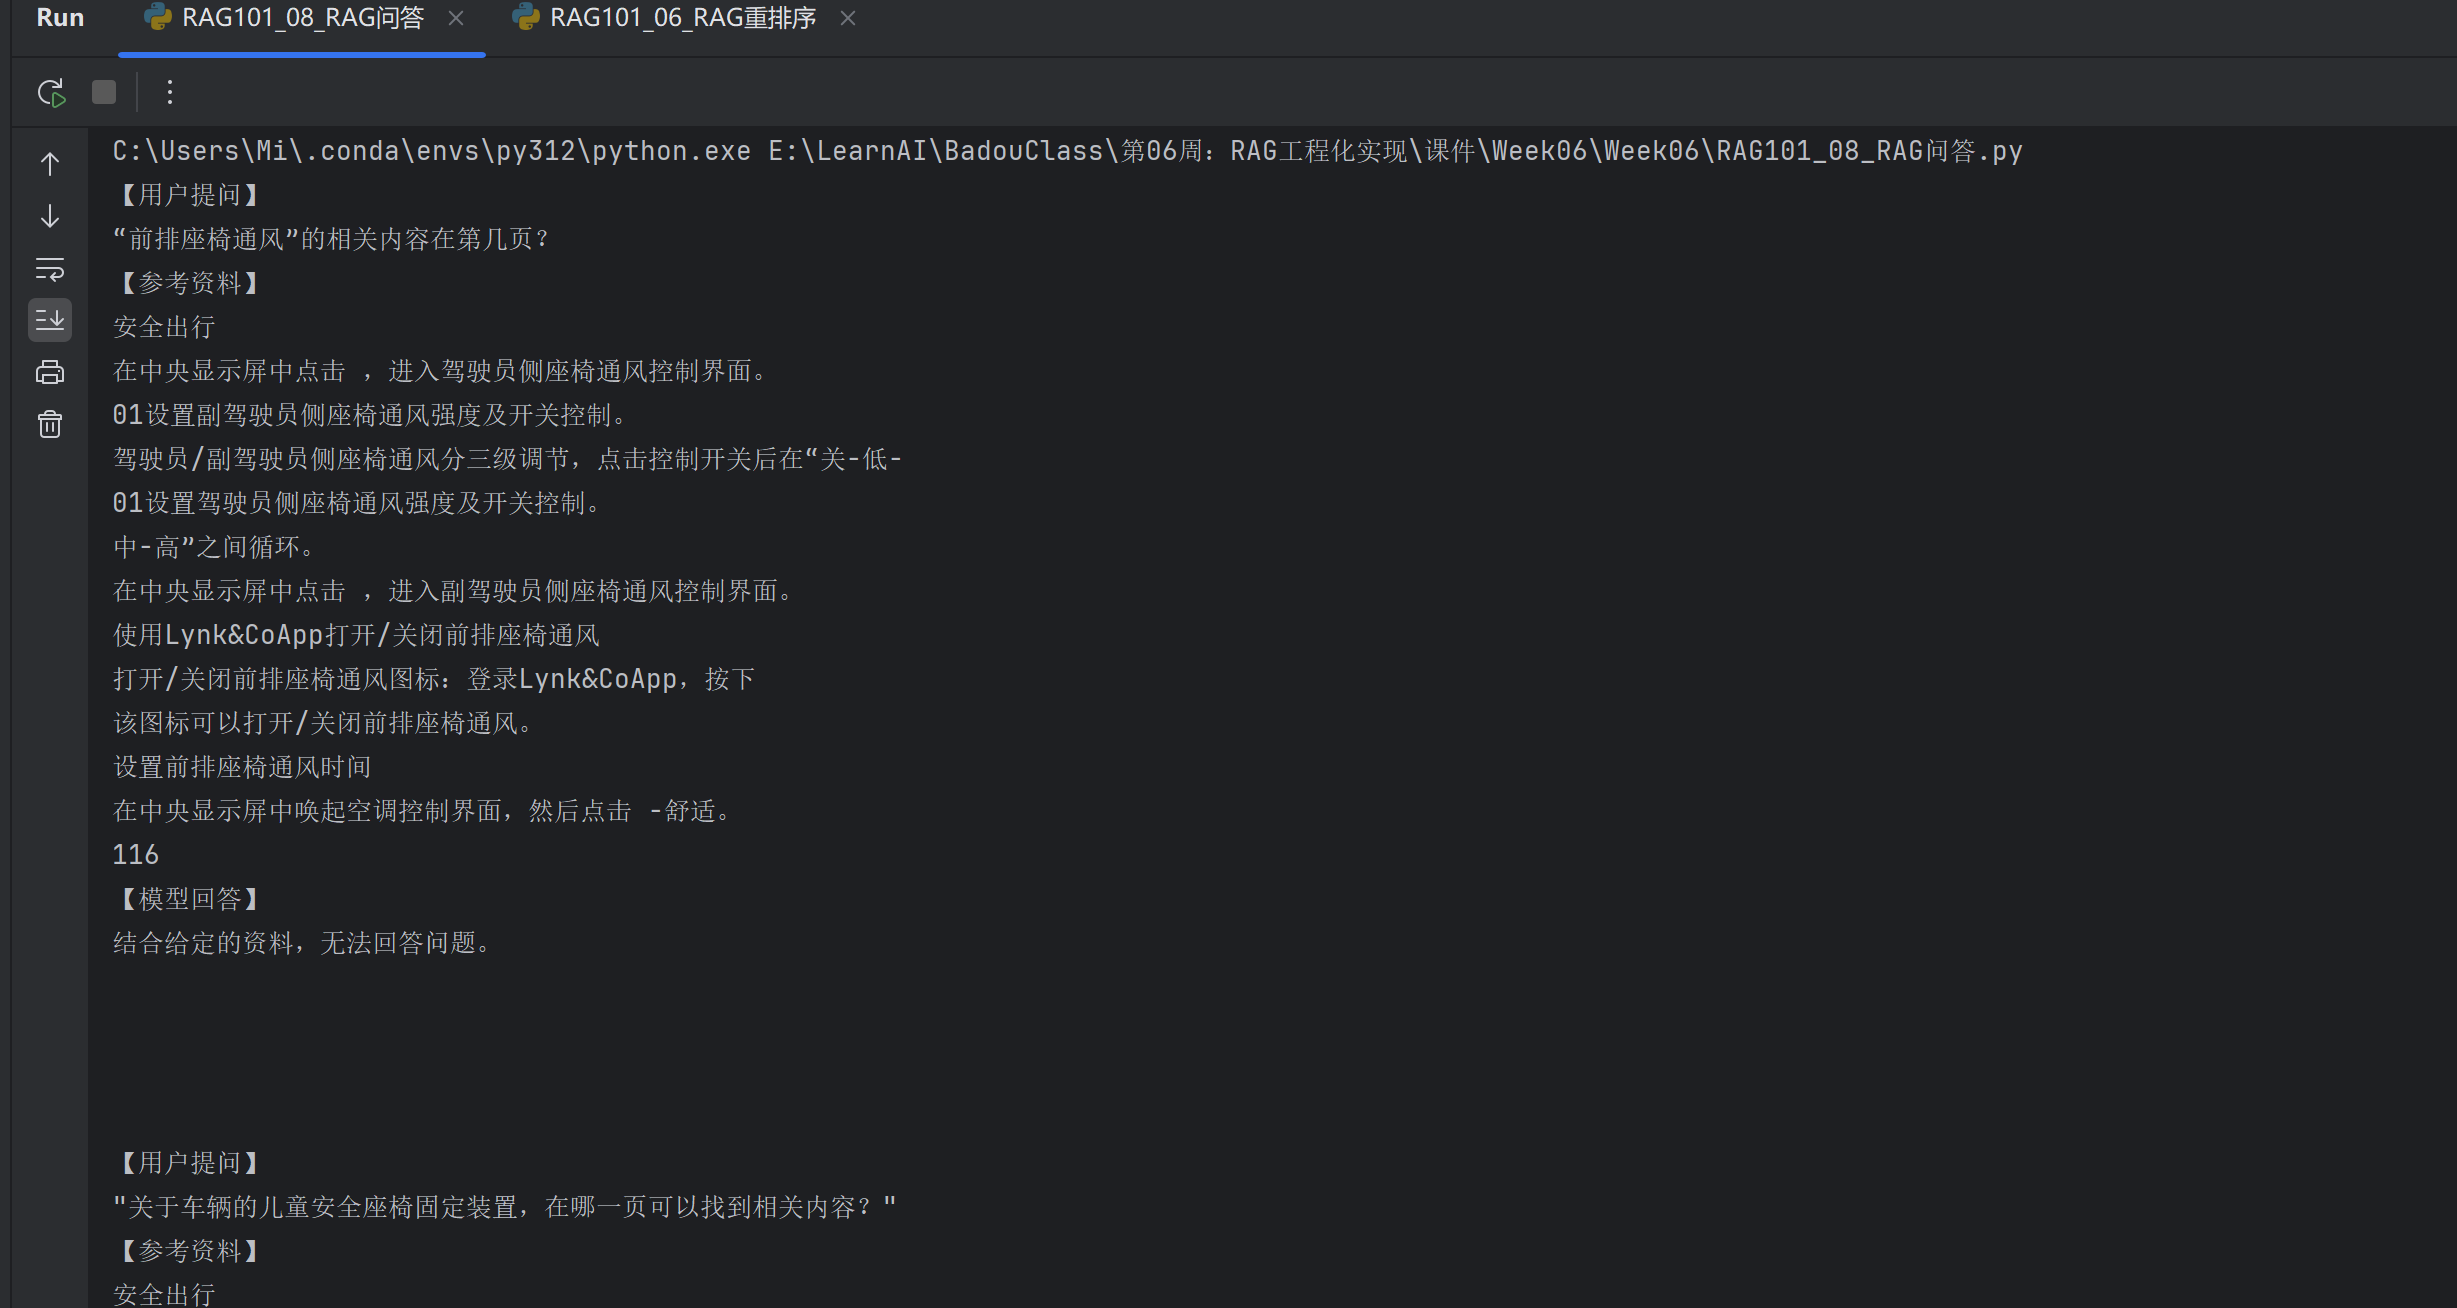 Run RAG101_08_RAG问答 RAG101_06_RAG重排序
C:\Users\Mi\.conda\envs\py312\python.exe E:\LearnAI\BadouClass\第06周：RAG工程化实现\课件\Week06\Week06\RAG101_08_RAG问答.py
【用户提问】
“前排座椅通风”的相关内容在第几页？
【参考资料】
安全出行
在中央显示屏中点击 ，进入驾驶员侧座椅通风控制界面。
01设置副驾驶员侧座椅通风强度及开关控制。
驾驶员/副驾驶员侧座椅通风分三级调节，点击控制开关后在“关-低-
01设置驾驶员侧座椅通风强度及开关控制。
中-高”之间循环。
在中央显示屏中点击 ，进入副驾驶员侧座椅通风控制界面。
使用Lynk&CoApp打开/关闭前排座椅通风
打开/关闭前排座椅通风图标：登录Lynk&CoApp，按下
该图标可以打开/关闭前排座椅通风。
设置前排座椅通风时间
在中央显示屏中唤起空调控制界面，然后点击 -舒适。
116
【模型回答】
结合给定的资料，无法回答问题。
【用户提问】
"关于车辆的儿童安全座椅固定装置，在哪一页可以找到相关内容？"
【参考资料】
安全出行